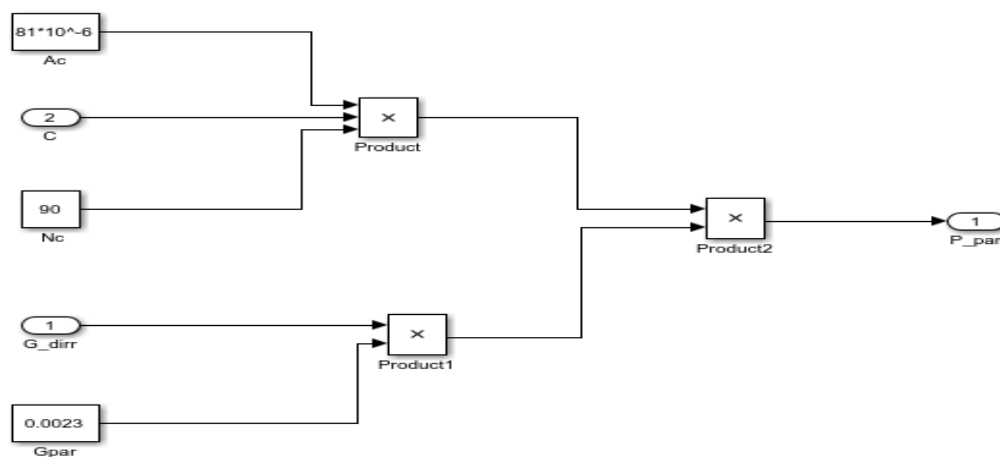 81*10^-6
Ac
2
C
×
Product
90
Nc
×
Product2
1
P_par
1
G_dirr
×
Product1
0.0023
Gpar